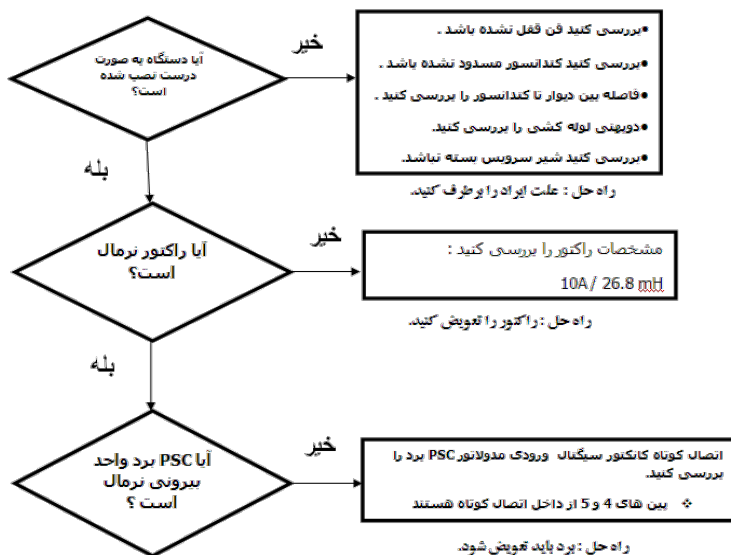 آیا دستگاه به صورت
درست نصب شده
است؟
خیر
•بررسی کنید فن قفل نشده باشد .
•بررسی کنید کندانسور مسدود نشده باشد .
•فاصله بین دیوار تا کندانسور را بررسی کنید .
•دوپهنی لوله کشی را بررسی کنید.
•بررسی کنید شیر سرویس بسته نباشد.
راه حل : علت ایراد را برطرف کنید.
بله
آیا راکتور نرمال
است؟
خیر
مشخصات راکتور را بررسی کنید :
10A / 26.8 mH
راه حل : راکتور را تعویض کنید.
بله
آیا PSC برد واحد
بیرونی نرمال
است ؟
خیر
اتصال کوتاه کانکتور سیگنال ورودی مدولاتور PSC برد را
بررسی کنید.
❖ پین های 4 و 5 از داخل اتصال کوتاه هستند
راه حل : برد باید تعویض شود.